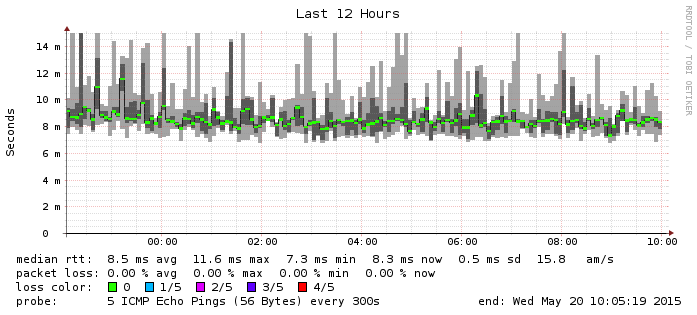 Last 12 Hours
RRDTOOL / TOBI OETIKER
Seconds
14 m
12 m
10 m
8 m
6 m
4 m
2 m
0
00:00 02:00 04:00 06:00 08:00 10:00
median rtt: 8.5 ms avg 11.6 ms max 7.3 ms min 8.3 ms now 0.5 ms sd 15.8 am/s
packet loss: 0.00 % avg 0.00 % max 0.00 % min 0.00 % now
loss color: 0 1/5 2/5 3/5 4/5
probe: 5 ICMP Echo Pings (56 Bytes) every 300s end: Wed May 20 10:05:19 2015